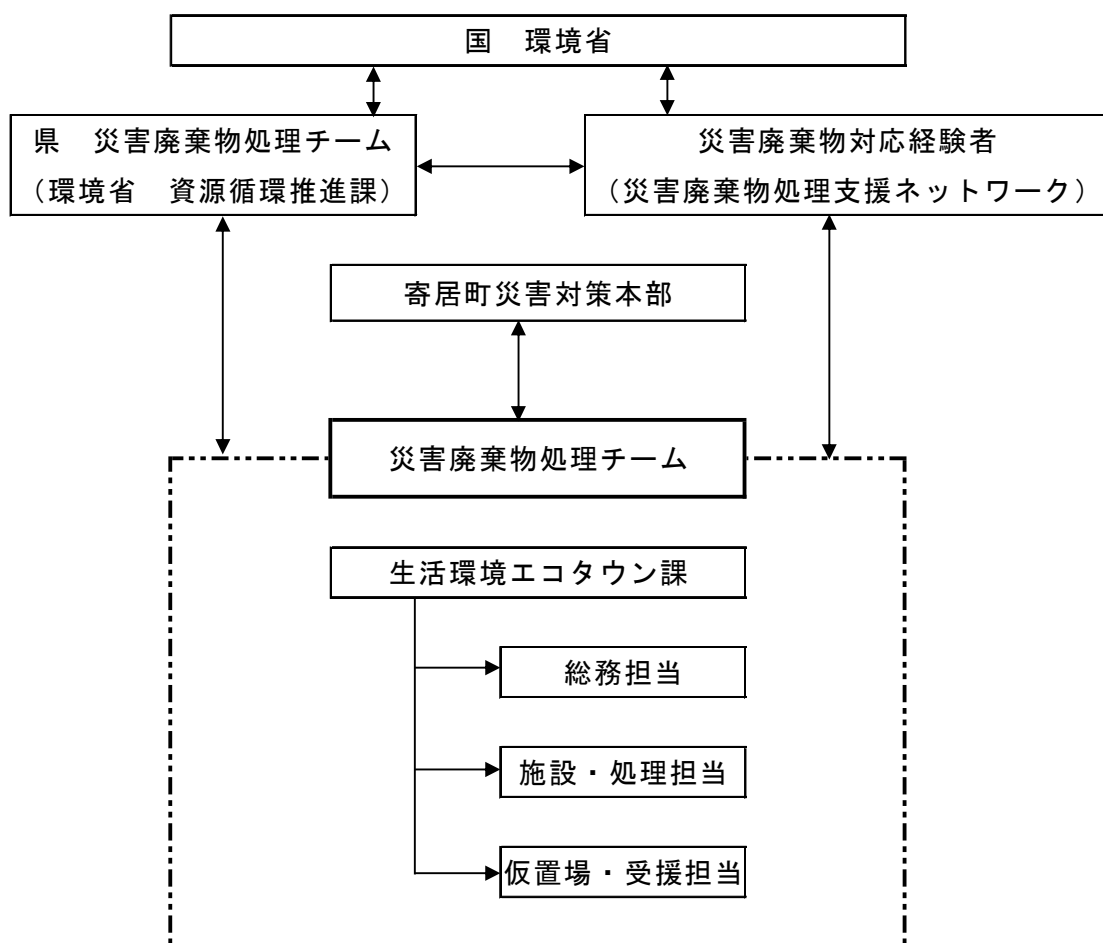 国　環境省
県　災害廃棄物処理チーム
（環境省　資源循環推進課）
災害廃棄物対応経験者
（災害廃棄物処理支援ネットワーク）
寄居町災害対策本部
災害廃棄物処理チーム
生活環境エコタウン課
総務担当
施設・処理担当
仮置場・受援担当